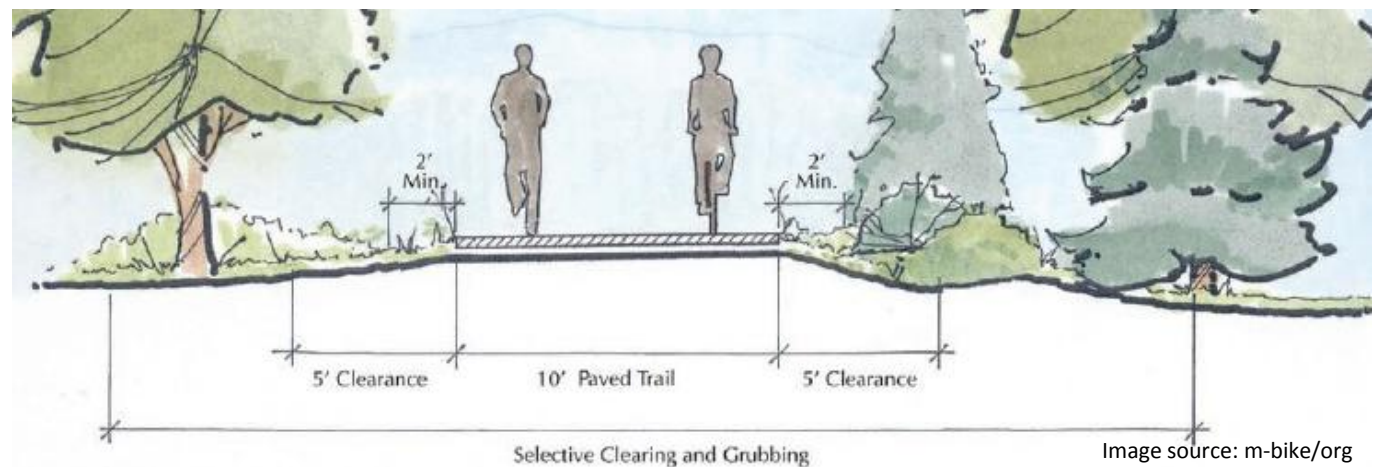 2'
Min.
2'
Min.
5' Clearance
10' Paved Trail
5' Clearance
Selective Clearing and Grubbing
Image source: m-bike/org